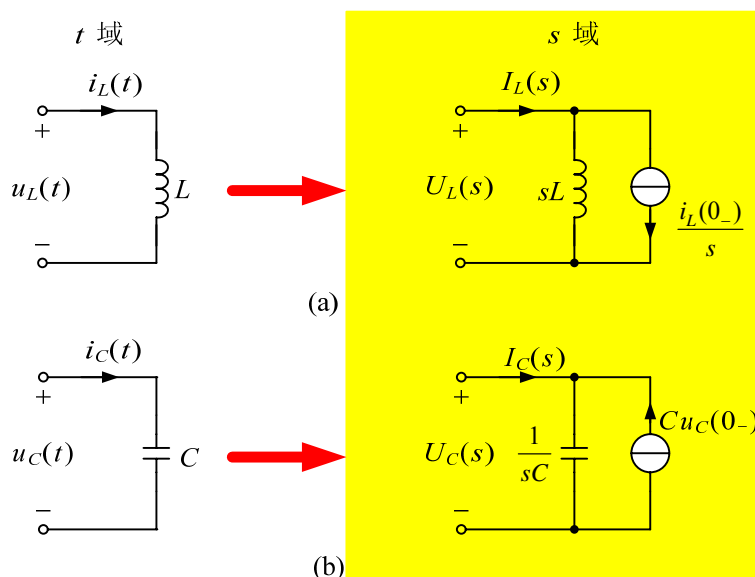 t 域
s 域
i_L(t)
+
u_L(t)
L
−
I_L(s)
+
U_L(s)
sL
i_L(0_−)/s
−
(a)
i_C(t)
+
u_C(t)
C
−
I_C(s)
+
U_C(s)
1/sC
Cu_C(0_−)
−
(b)